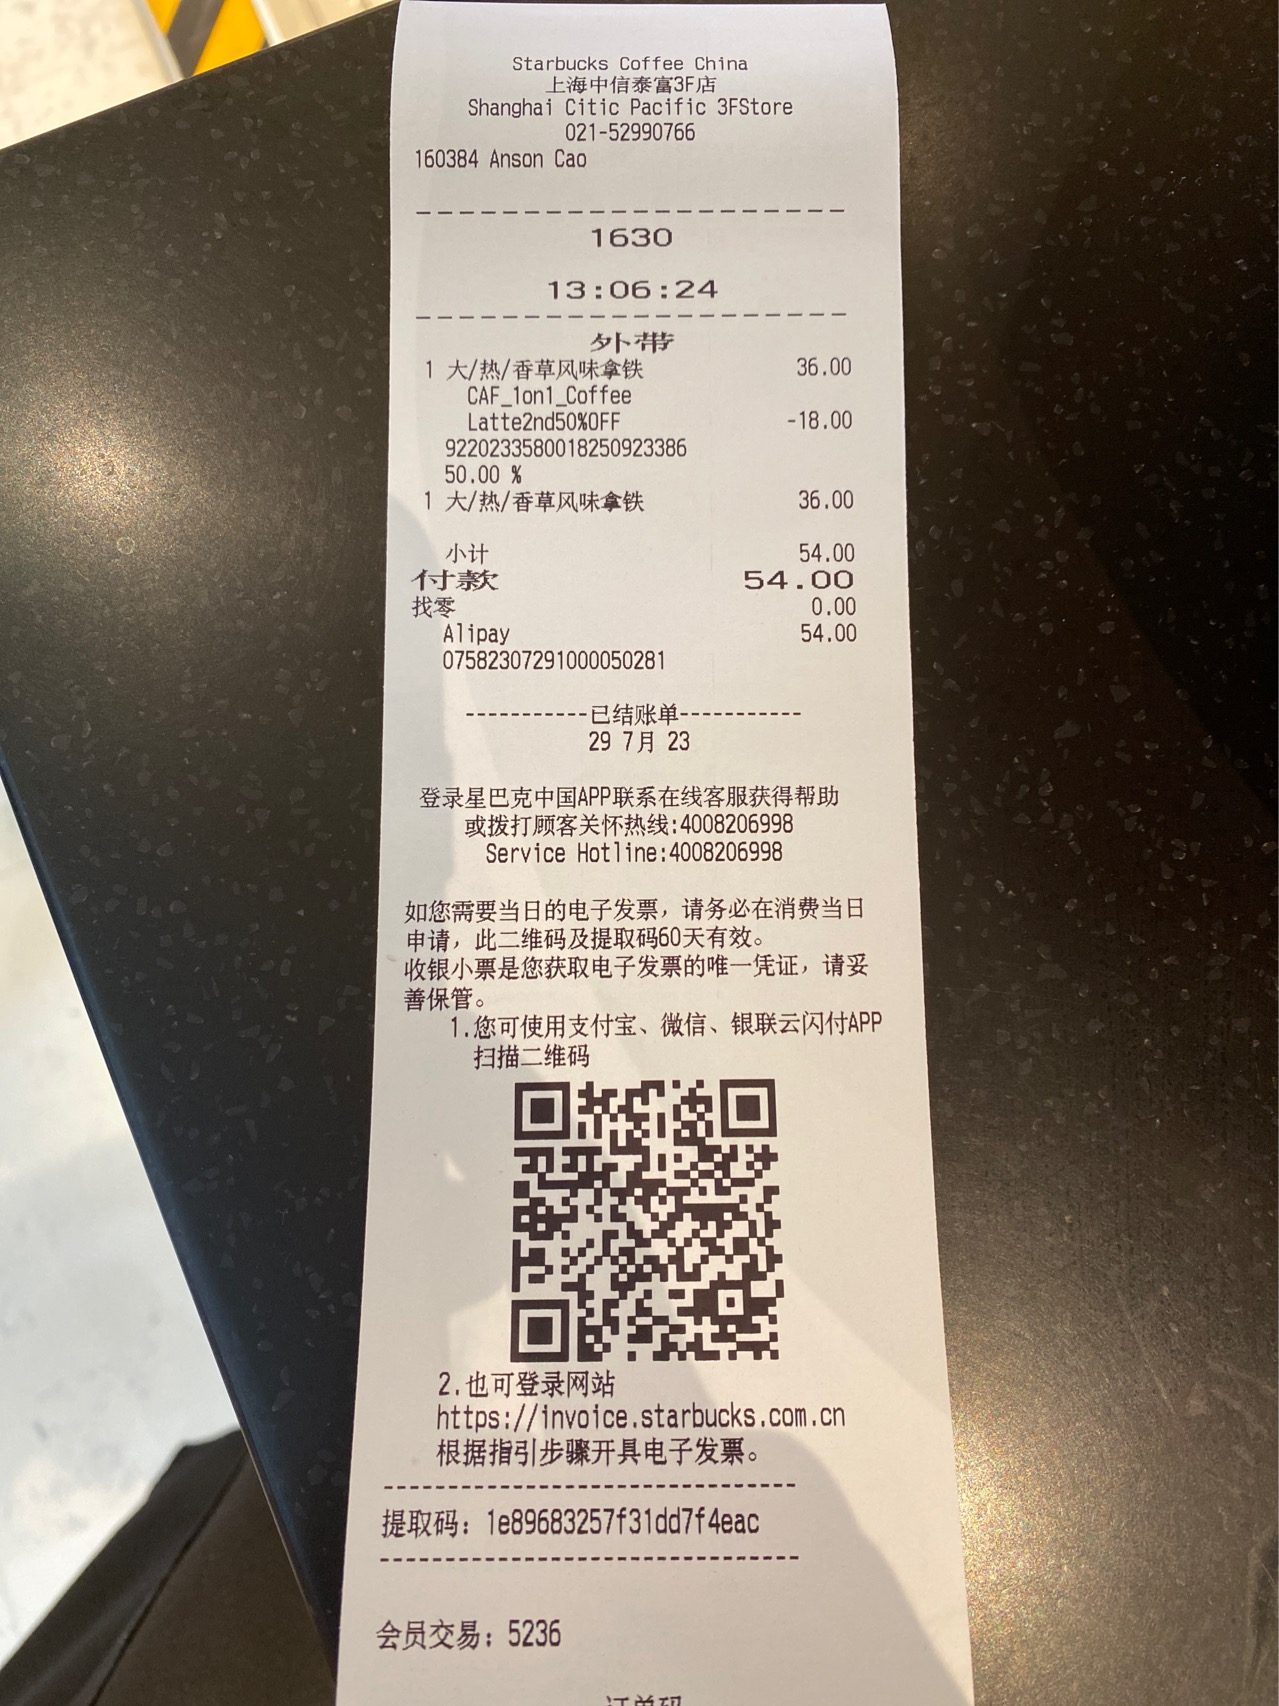 Starbucks Coffee China
上海中信泰富3F店
Shanghai Citic Pacific 3FStore
021-52990766
160384 Anson Cao
1630
13:06:24
外带
1 大/热/香草风味拿铁 36.00
CAF_1on1_Coffee
Latte2nd50%OFF -18.00
9220233580018250923386
50.00 %
1 大/热/香草风味拿铁 36.00
小计 54.00
付款 54.00
找零 0.00
Alipay 54.00
07582307291000050281
-----------已结账单-----------
29 7月 23
登录星巴克中国APP联系在线客服获得帮助
或拨打顾客关怀热线:4008206998
Service Hotline:4008206998
如您需要当日的电子发票，请务必在消费当日
申请，此二维码及提取码60天有效。
收银小票是您获取电子发票的唯一凭证，请妥
善保管。
1.您可使用支付宝、微信、银联云闪付APP
扫描二维码
2.也可登录网站
https://invoice.starbucks.com.cn
根据指引步骤开具电子发票。
提取码：1e89683257f31dd7f4eac
会员交易：5236